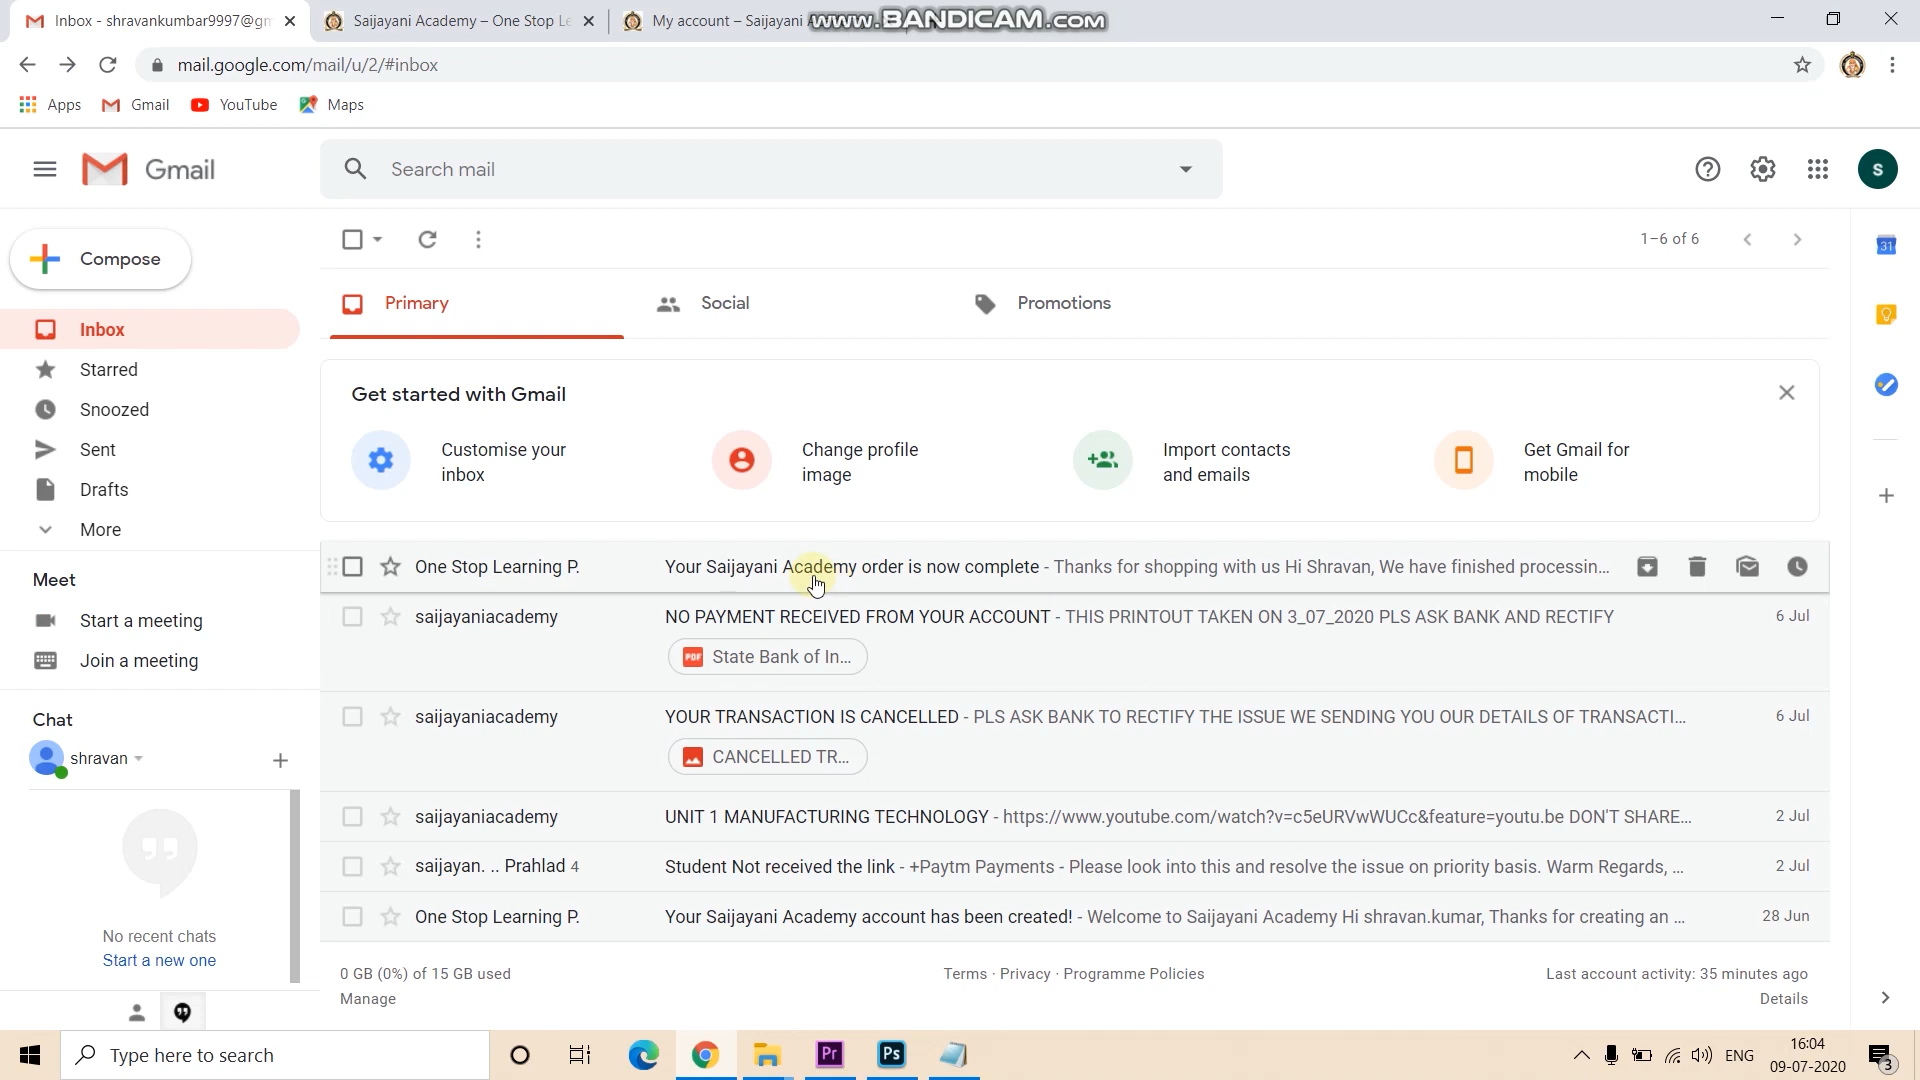 Inbox - shravankumbar9997@gm
Saijayani Academy – One Stop Le
My account – Saijayani
www.BANDICAM.com
mail.google.com/mail/u/2/#inbox
Apps
Gmail
YouTube
Maps
Gmail
Search mail
S
Compose
1–6 of 6
31
Primary
Social
Promotions
Inbox
Starred
Snoozed
Sent
Drafts
More
Get started with Gmail
Customise your
inbox
Change profile
image
Import contacts
and emails
Get Gmail for
mobile
One Stop Learning P. Your Saijayani Academy order is now complete - Thanks for shopping with us Hi Shravan, We have finished processin...
saijayaniacademy NO PAYMENT RECEIVED FROM YOUR ACCOUNT - THIS PRINTOUT TAKEN ON 3_07_2020 PLS ASK BANK AND RECTIFY 6 Jul
PDF State Bank of In...
saijayaniacademy YOUR TRANSACTION IS CANCELLED - PLS ASK BANK TO RECTIFY THE ISSUE WE SENDING YOU OUR DETAILS OF TRANSACTI... 6 Jul
CANCELLED TR...
saijayaniacademy UNIT 1 MANUFACTURING TECHNOLOGY - https://www.youtube.com/watch?v=c5eURVwWUCc&feature=youtu.be DON'T SHARE... 2 Jul
saijayan. .. Prahlad 4 Student Not received the link - +Paytm Payments - Please look into this and resolve the issue on priority basis. Warm Regards, ... 2 Jul
One Stop Learning P. Your Saijayani Academy account has been created! - Welcome to Saijayani Academy Hi shravan.kumar, Thanks for creating an ... 28 Jun
Meet
Start a meeting
Join a meeting
Chat
shravan
No recent chats
Start a new one
0 GB (0%) of 15 GB used
Manage
Terms · Privacy · Programme Policies
Last account activity: 35 minutes ago
Details
Type here to search
Pr
Ps
ENG
16:04
09-07-2020
3